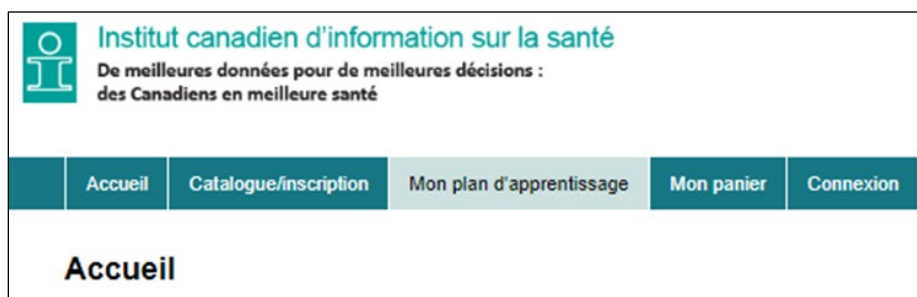 Institut canadien d'information sur la santé
De meilleures données pour de meilleures décisions :
des Canadiens en meilleure santé
Accueil Catalogue/inscription Mon plan d'apprentissage Mon panier Connexion
Accueil